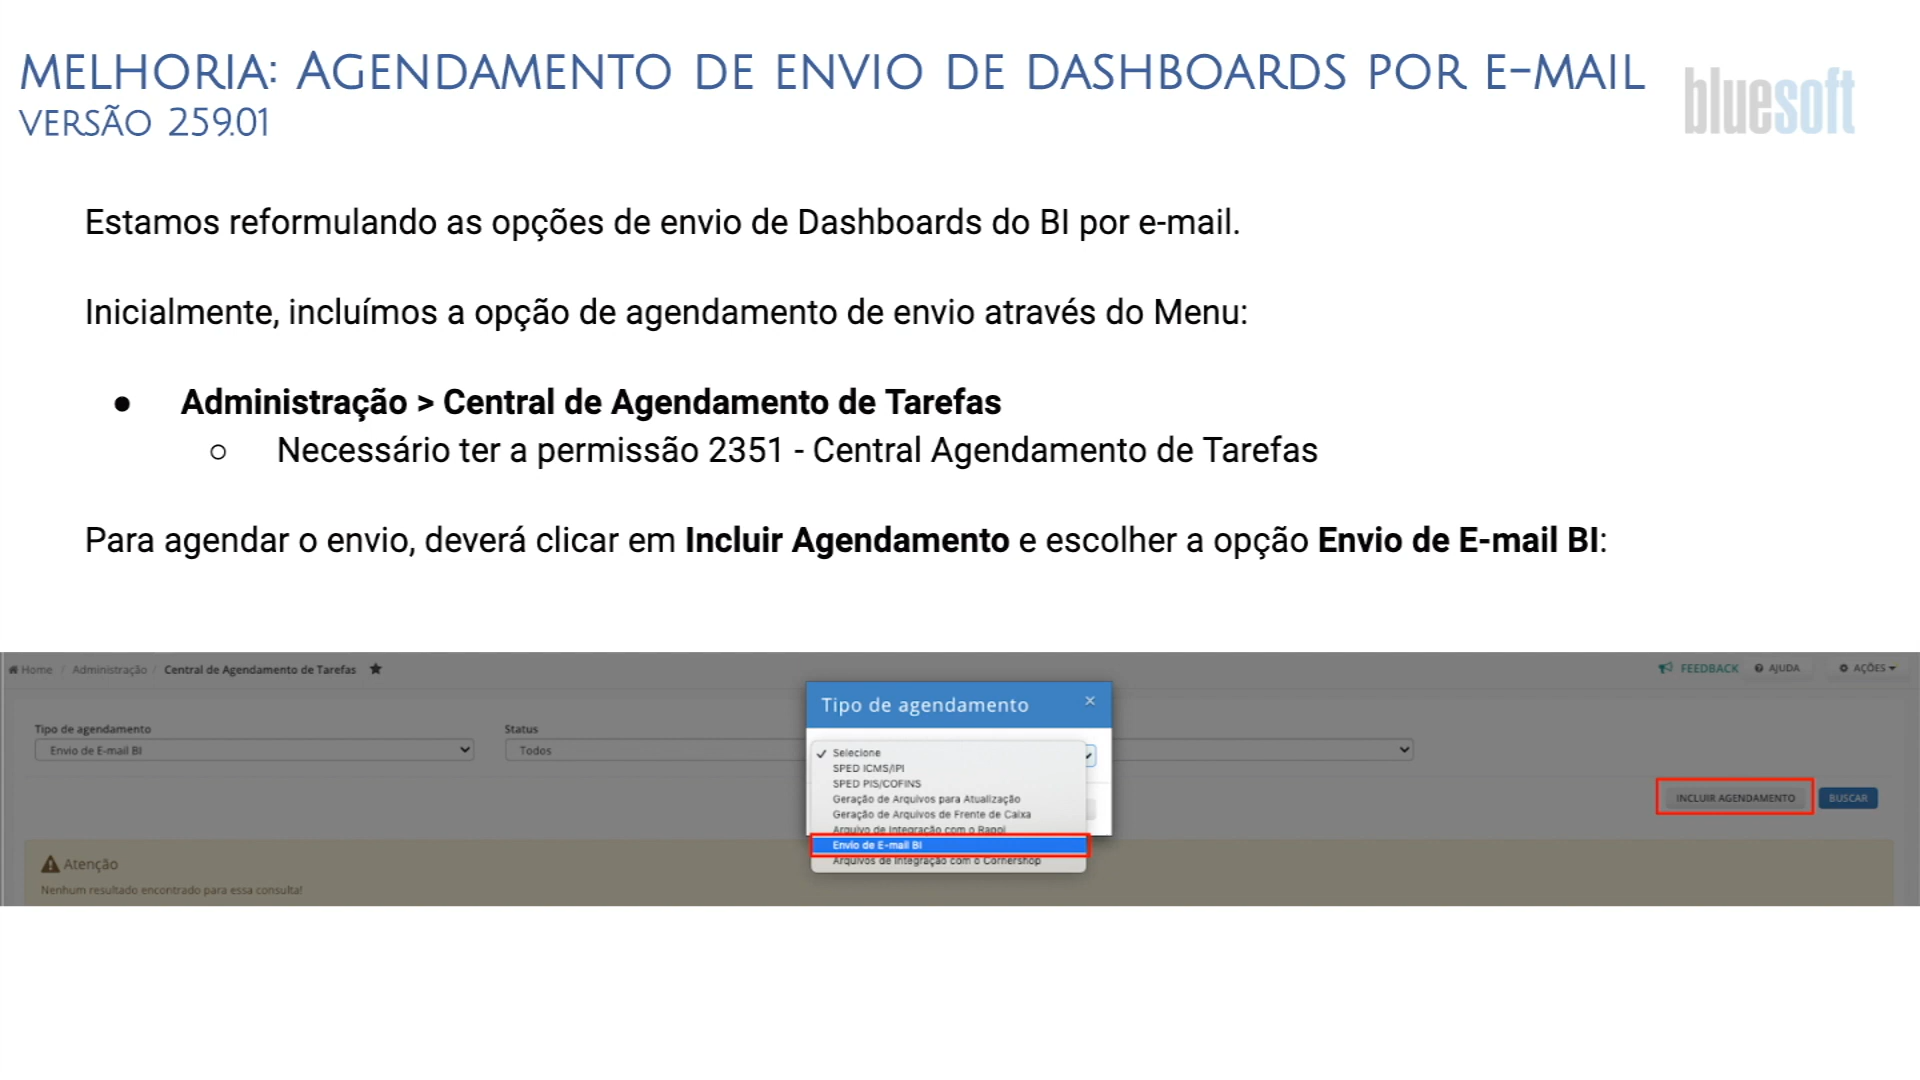 MELHORIA: AGENDAMENTO DE ENVIO DE DASHBOARDS POR E-MAIL
VERSÃO 259.01
bluesoft
Estamos reformulando as opções de envio de Dashboards do BI por e-mail.
Inicialmente, incluímos a opção de agendamento de envio através do Menu:
● Administração > Central de Agendamento de Tarefas
○ Necessário ter a permissão 2351 - Central Agendamento de Tarefas
Para agendar o envio, deverá clicar em Incluir Agendamento e escolher a opção Envio de E-mail BI:
Home / Administração / Central de Agendamento de Tarefas ★
FEEDBACK AJUDA AÇÕES
Tipo de agendamento ×
Tipo de agendamento
Envio de E-mail BI
Status
Todos
✓ Selecione
SPED ICMS/IPI
SPED PIS/COFINS
Geração de Arquivos para Atualização
Geração de Arquivos de Frente de Caixa
Arquivo de Integração com o Rappi
Envio de E-mail BI
Arquivos de Integração com o Cornershop
INCLUIR AGENDAMENTO BUSCAR
Atenção
Nenhum resultado encontrado para essa consulta!